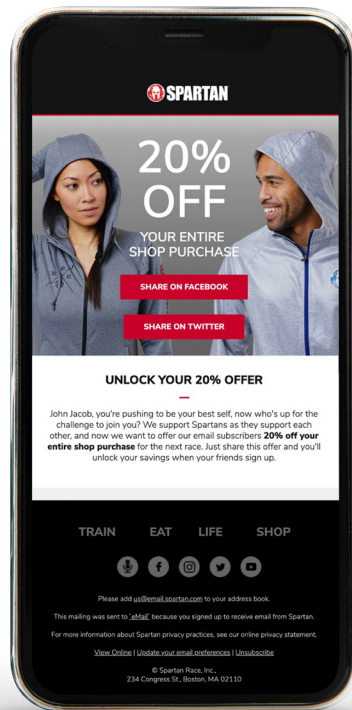 SPARTAN
20%
OFF
YOUR ENTIRE
SHOP PURCHASE
SHARE ON FACEBOOK
SHARE ON TWITTER
UNLOCK YOUR 20% OFFER
John Jacob, you're pushing to be your best self, now who's up for the
challenge to join you? We support Spartans as they support each
other, and now we want to offer our email subscribers 20% off your
entire shop purchase for the next race. Just share this offer and you'll
unlock your savings when your friends sign up.
TRAIN EAT LIFE SHOP
Please add us@email.spartan.com to your address book.
This mailing was sent to `eMail` because you signed up to receive email from Spartan.
For more information about Spartan privacy practices, see our online privacy statement.
View Online | Update your email preferences | Unsubscribe
© Spartan Race, Inc.,
234 Congress St., Boston, MA 02110